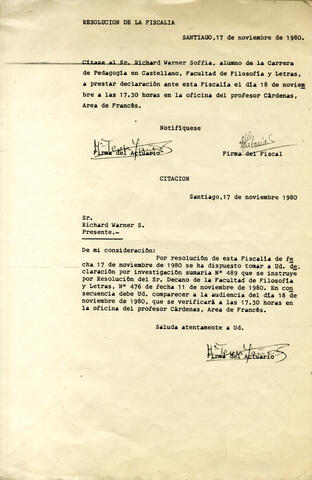 RESOLUCION DE LA FISCALIA
SANTIAGO, 17 de noviembre de 1980.
Cítase al Sr. Richard Warner Soffia, alumno de la Carrera
de Pedagogía en Castellano, Facultad de Filosofía y Letras,
a prestar declaración ante esta Fiscalía el día 18 de noviem
bre a las 17.30 horas en la oficina del profesor Cárdenas,
Area de Francés.
Notifíquese
Firma del Actuario Firma del Fiscal
CITACION
Santiago, 17 de noviembre 1980
Sr.
Richard Warner S.
Presente.-
De mi consideración:
Por resolución de esta Fiscalía de fe
cha 17 de noviembre de 1980 se ha dispuesto tomar a Ud. de
claración por investigación sumaria N° 489 que se instruye
por Resolución del Sr. Decano de la Facultad de Filosofía
y Letras, N° 476 de fecha 11 de noviembre de 1980. En con
secuencia debe Ud. comparecer a la audiencia del día 18 de
noviembre de 1980, que se verificará a las 17.30 horas en
la oficina del profesor Cárdenas, Area de Francés.
Saluda atentamente a Ud.
Firma del Actuario